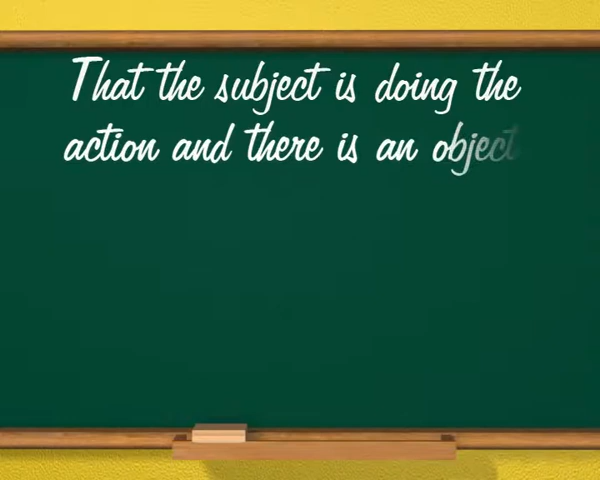 That the subject is doing the
action and there is an object